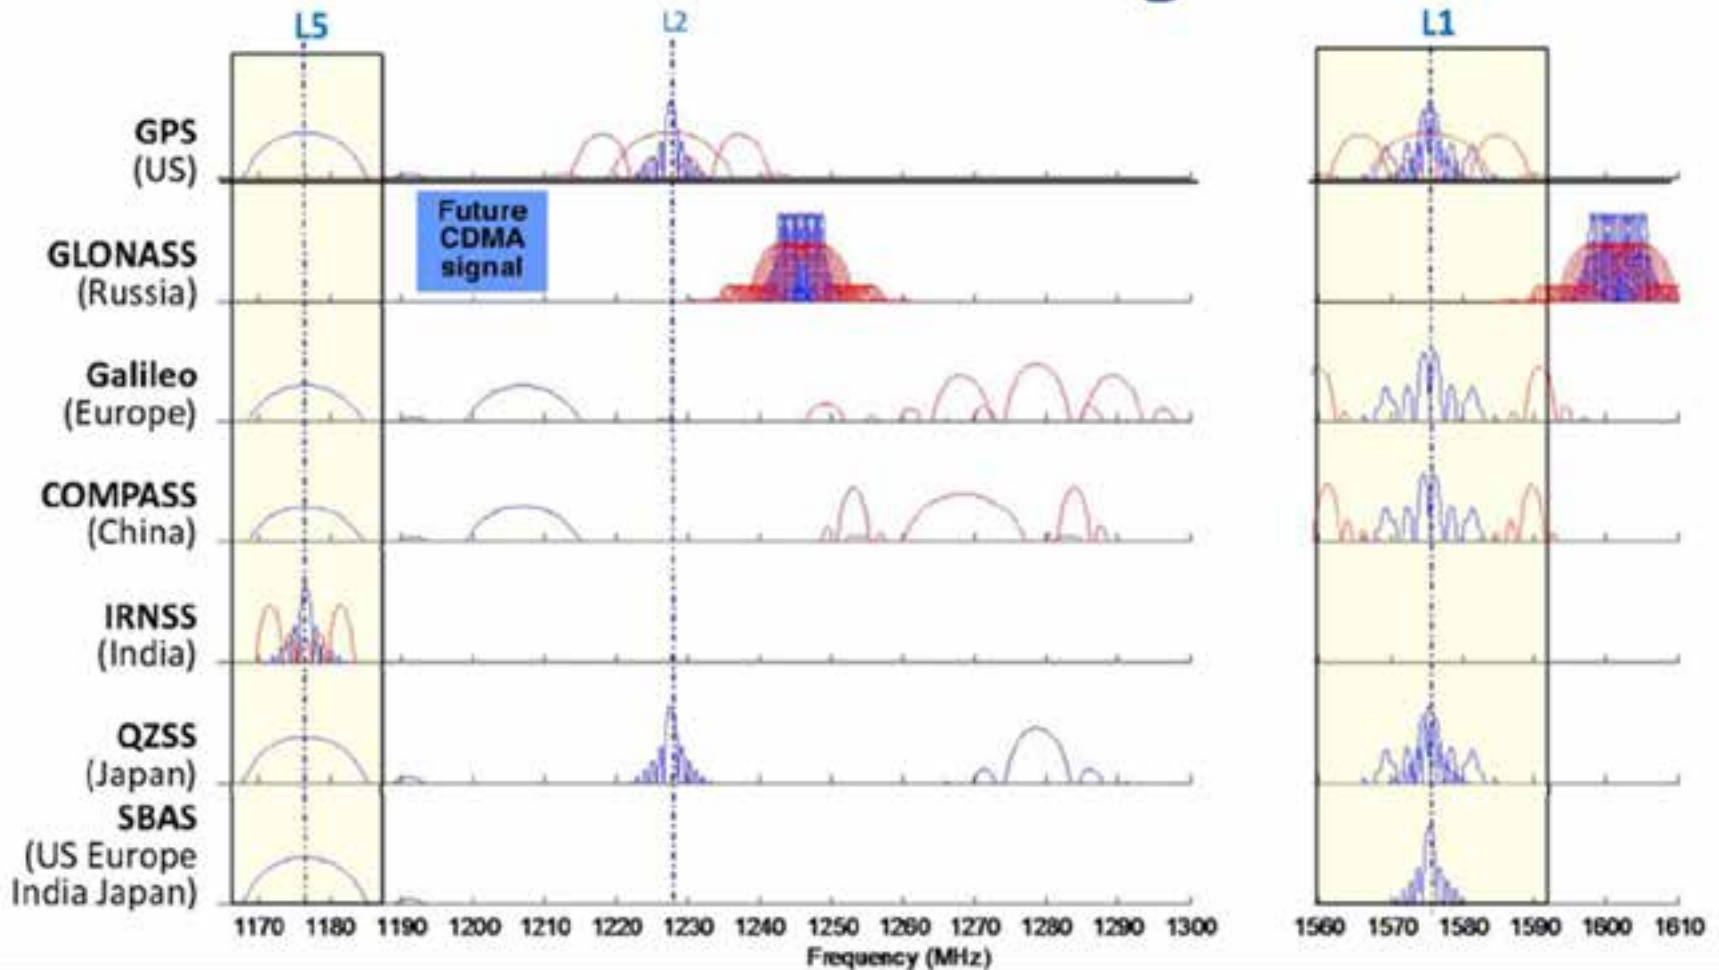 L5 L2 L1
GPS
(US)
Future
CDMA
signal
GLONASS
(Russia)
Galileo
(Europe)
COMPASS
(China)
IRNSS
(India)
QZSS
(Japan)
SBAS
(US Europe
India Japan)
1170 1180 1190 1200 1210 1220 1230 1240 1250 1260 1270 1280 1290 1300 1560 1570 1580 1590 1600 1610
Frequency (MHz)